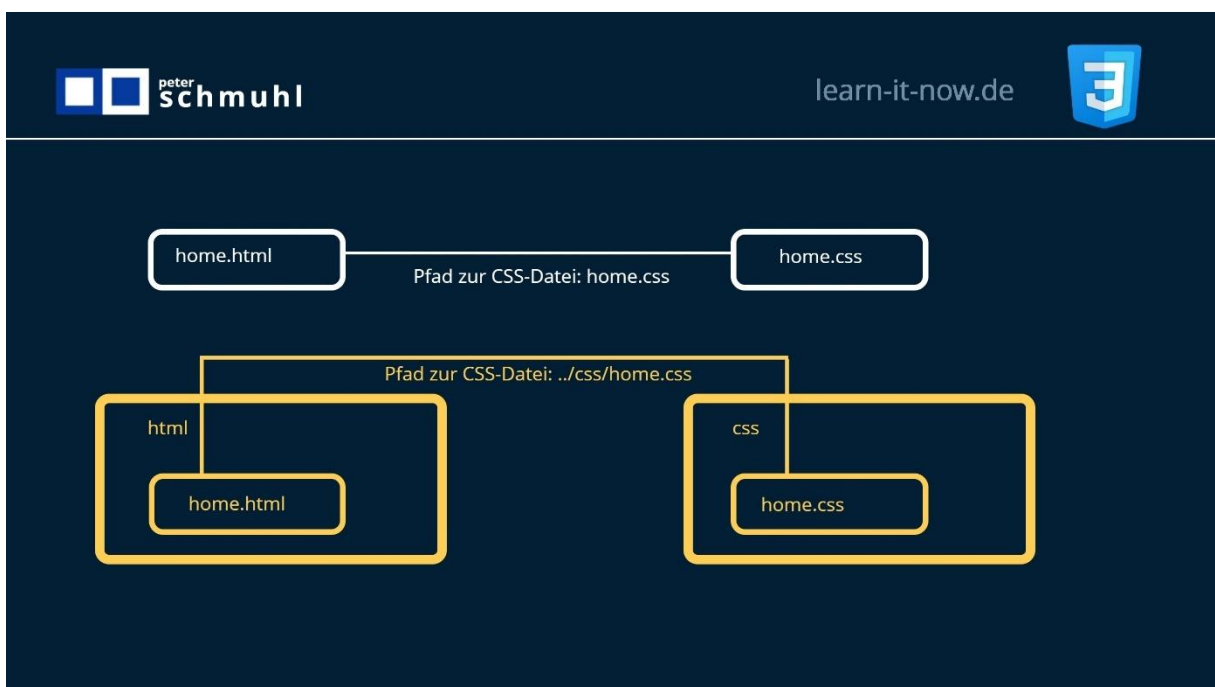 peter
schmuhl
learn-it-now.de
3
home.html
home.css
Pfad zur CSS-Datei: home.css
Pfad zur CSS-Datei: ../css/home.css
html
css
home.html
home.css